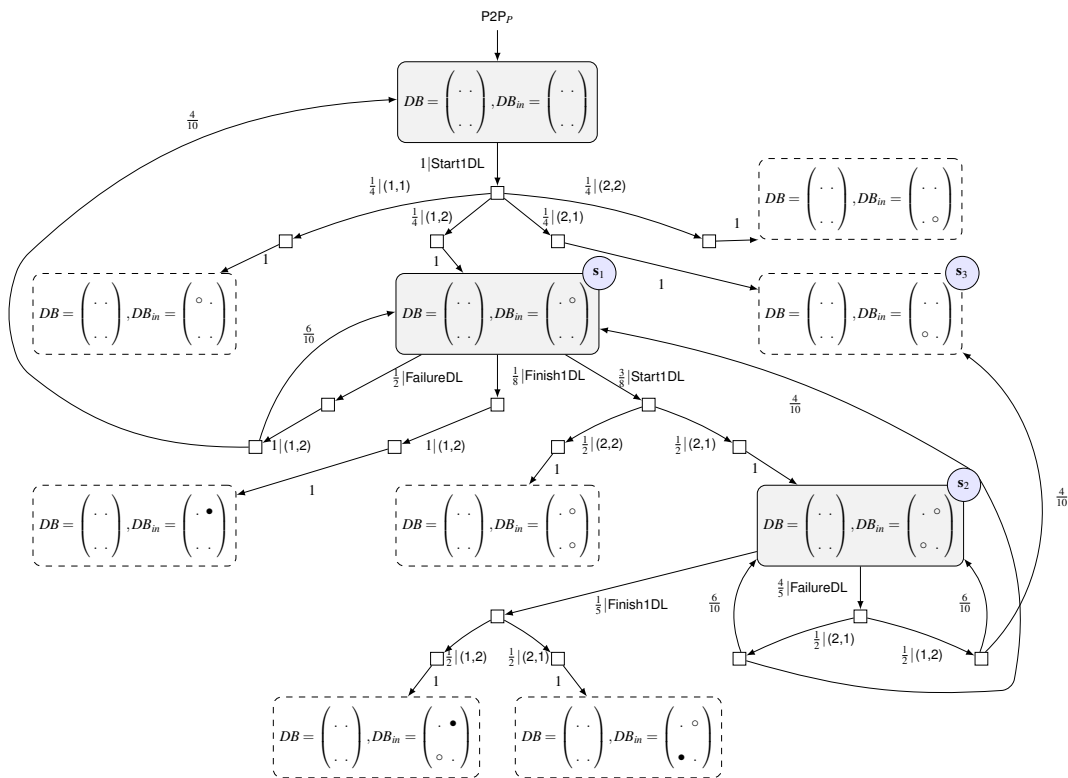 P2P_P
DB = ( . . / . . ) , DB_in = ( . . / . . )
4/10
1|Start1DL
1/4|(1,1)
1/4|(2,2)
1/4|(1,2)
1/4|(2,1)
1
DB = ( . . / . . ) , DB_in = ( . . / . ○ )
1
1
1
s_1
s_3
DB = ( . . / . . ) , DB_in = ( ○ . / . . )
DB = ( . . / . . ) , DB_in = ( . ○ / . . )
DB = ( . . / . . ) , DB_in = ( . . / ○ . )
6/10
1/2|FailureDL
1/8|Finish1DL
3/8|Start1DL
4/10
1|(1,2)
1|(1,2)
1/2|(2,2)
1/2|(2,1)
1
1
1
s_2
4/10
DB = ( . . / . . ) , DB_in = ( . ● / . . )
DB = ( . . / . . ) , DB_in = ( . ○ / . ○ )
DB = ( . . / . . ) , DB_in = ( . ○ / ○ . )
1/5|Finish1DL
6/10
4/5|FailureDL
6/10
1/2|(2,1)
1/2|(1,2)
1/2|(1,2)
1/2|(2,1)
1
1
DB = ( . . / . . ) , DB_in = ( . ● / ○ . )
DB = ( . . / . . ) , DB_in = ( . ○ / ● . )